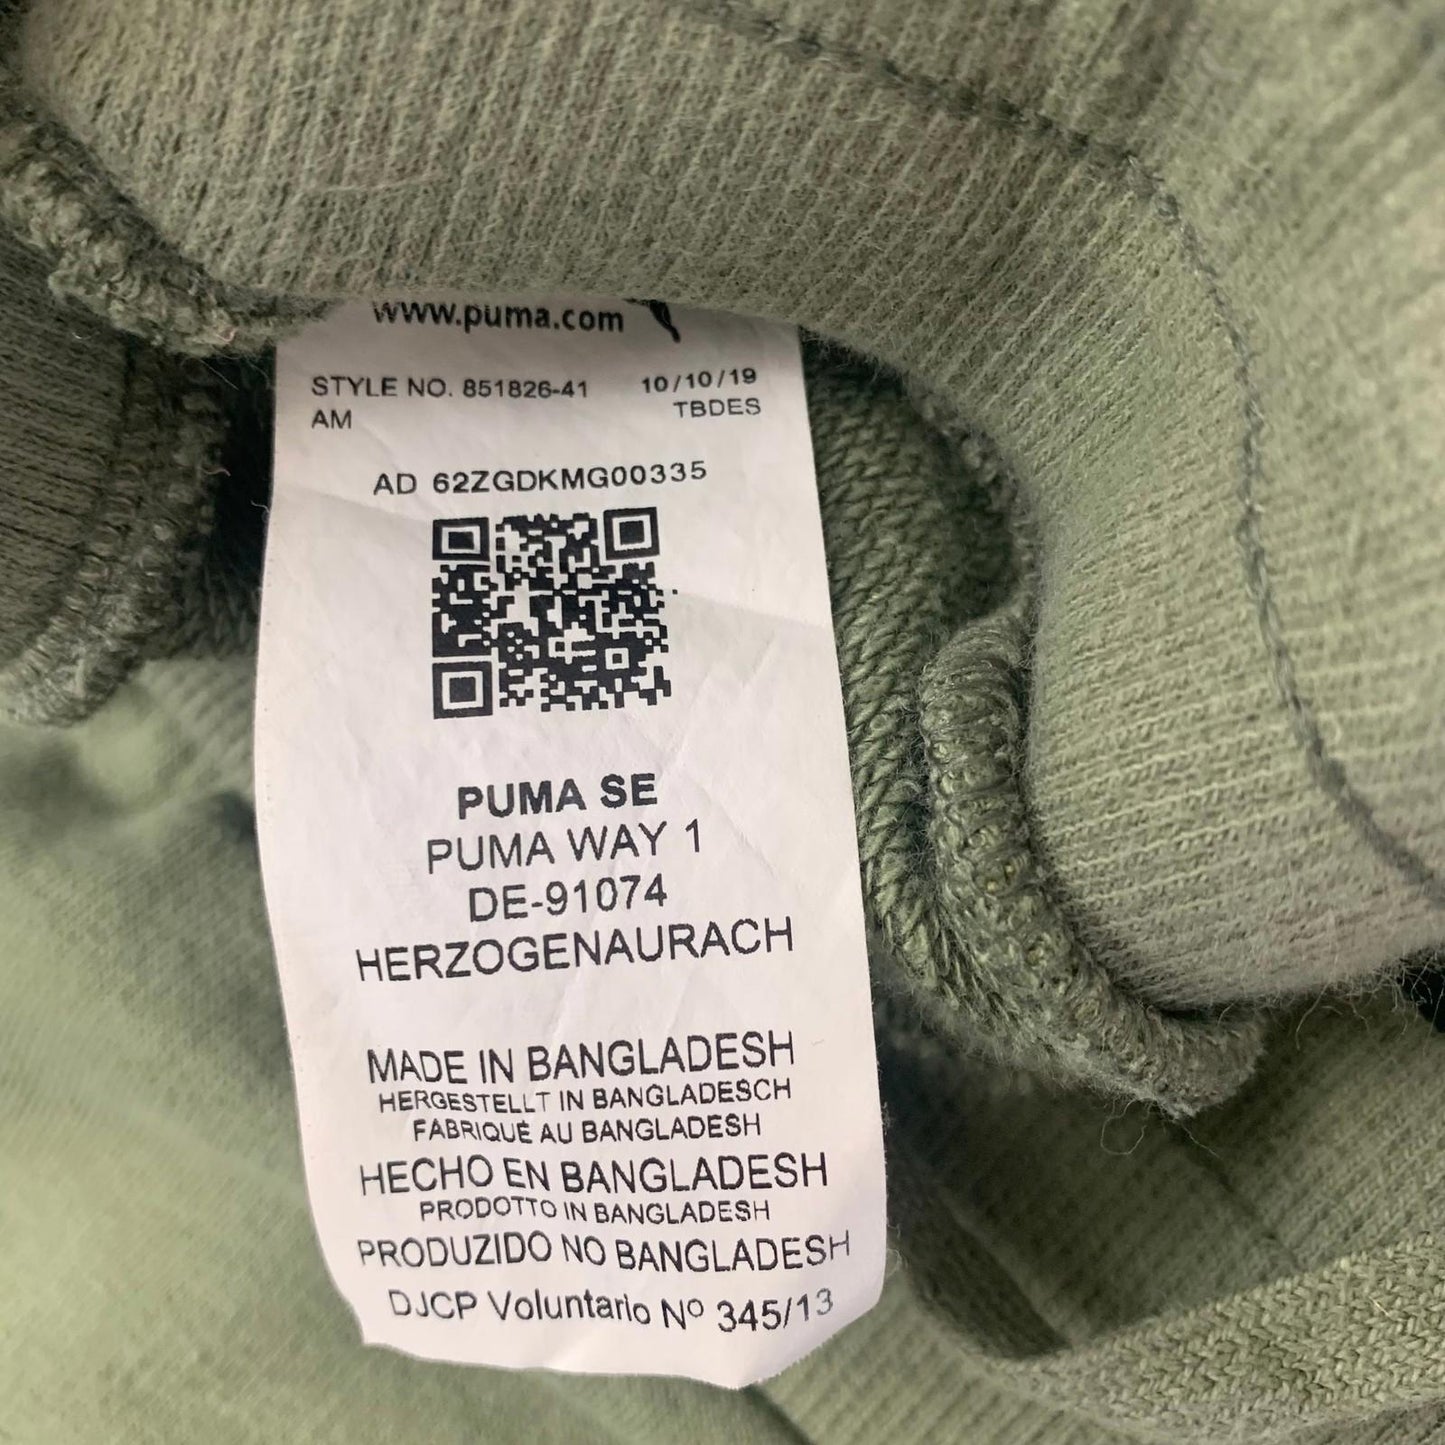 www.puma.com
STYLE NO. 851826-41 10/10/19
AM TBDES
AD 62ZGDKMG00335
PUMA SE
PUMA WAY 1
DE-91074
HERZOGENAURACH
MADE IN BANGLADESH
HERGESTELLT IN BANGLADESCH
FABRIQUÉ AU BANGLADESH
HECHO EN BANGLADESH
PRODOTTO IN BANGLADESH
PRODUZIDO NO BANGLADESH
DJCP Voluntario Nº 345/13